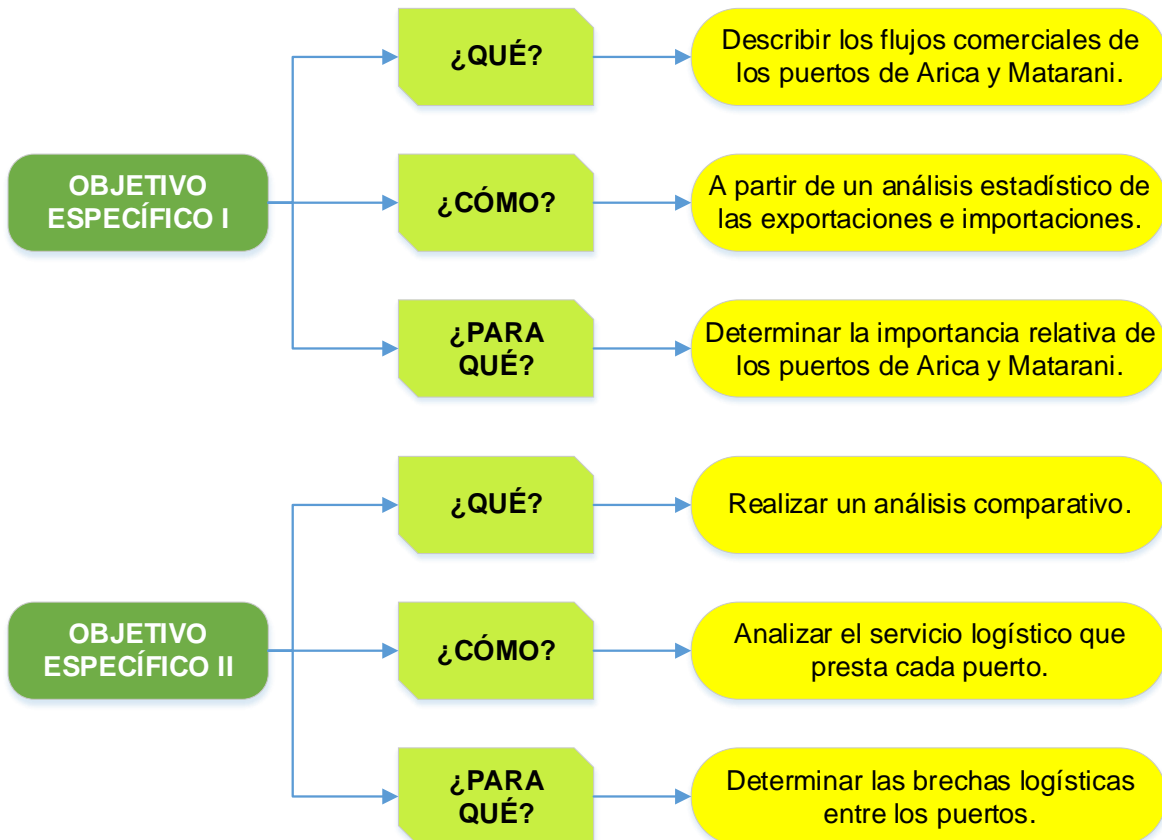 OBJETIVO
ESPECÍFICO I
¿QUÉ?
Describir los flujos comerciales de
los puertos de Arica y Matarani.
¿CÓMO?
A partir de un análisis estadístico de
las exportaciones e importaciones.
¿PARA
QUÉ?
Determinar la importancia relativa de
los puertos de Arica y Matarani.
OBJETIVO
ESPECÍFICO II
¿QUÉ?
Realizar un análisis comparativo.
¿CÓMO?
Analizar el servicio logístico que
presta cada puerto.
¿PARA
QUÉ?
Determinar las brechas logísticas
entre los puertos.